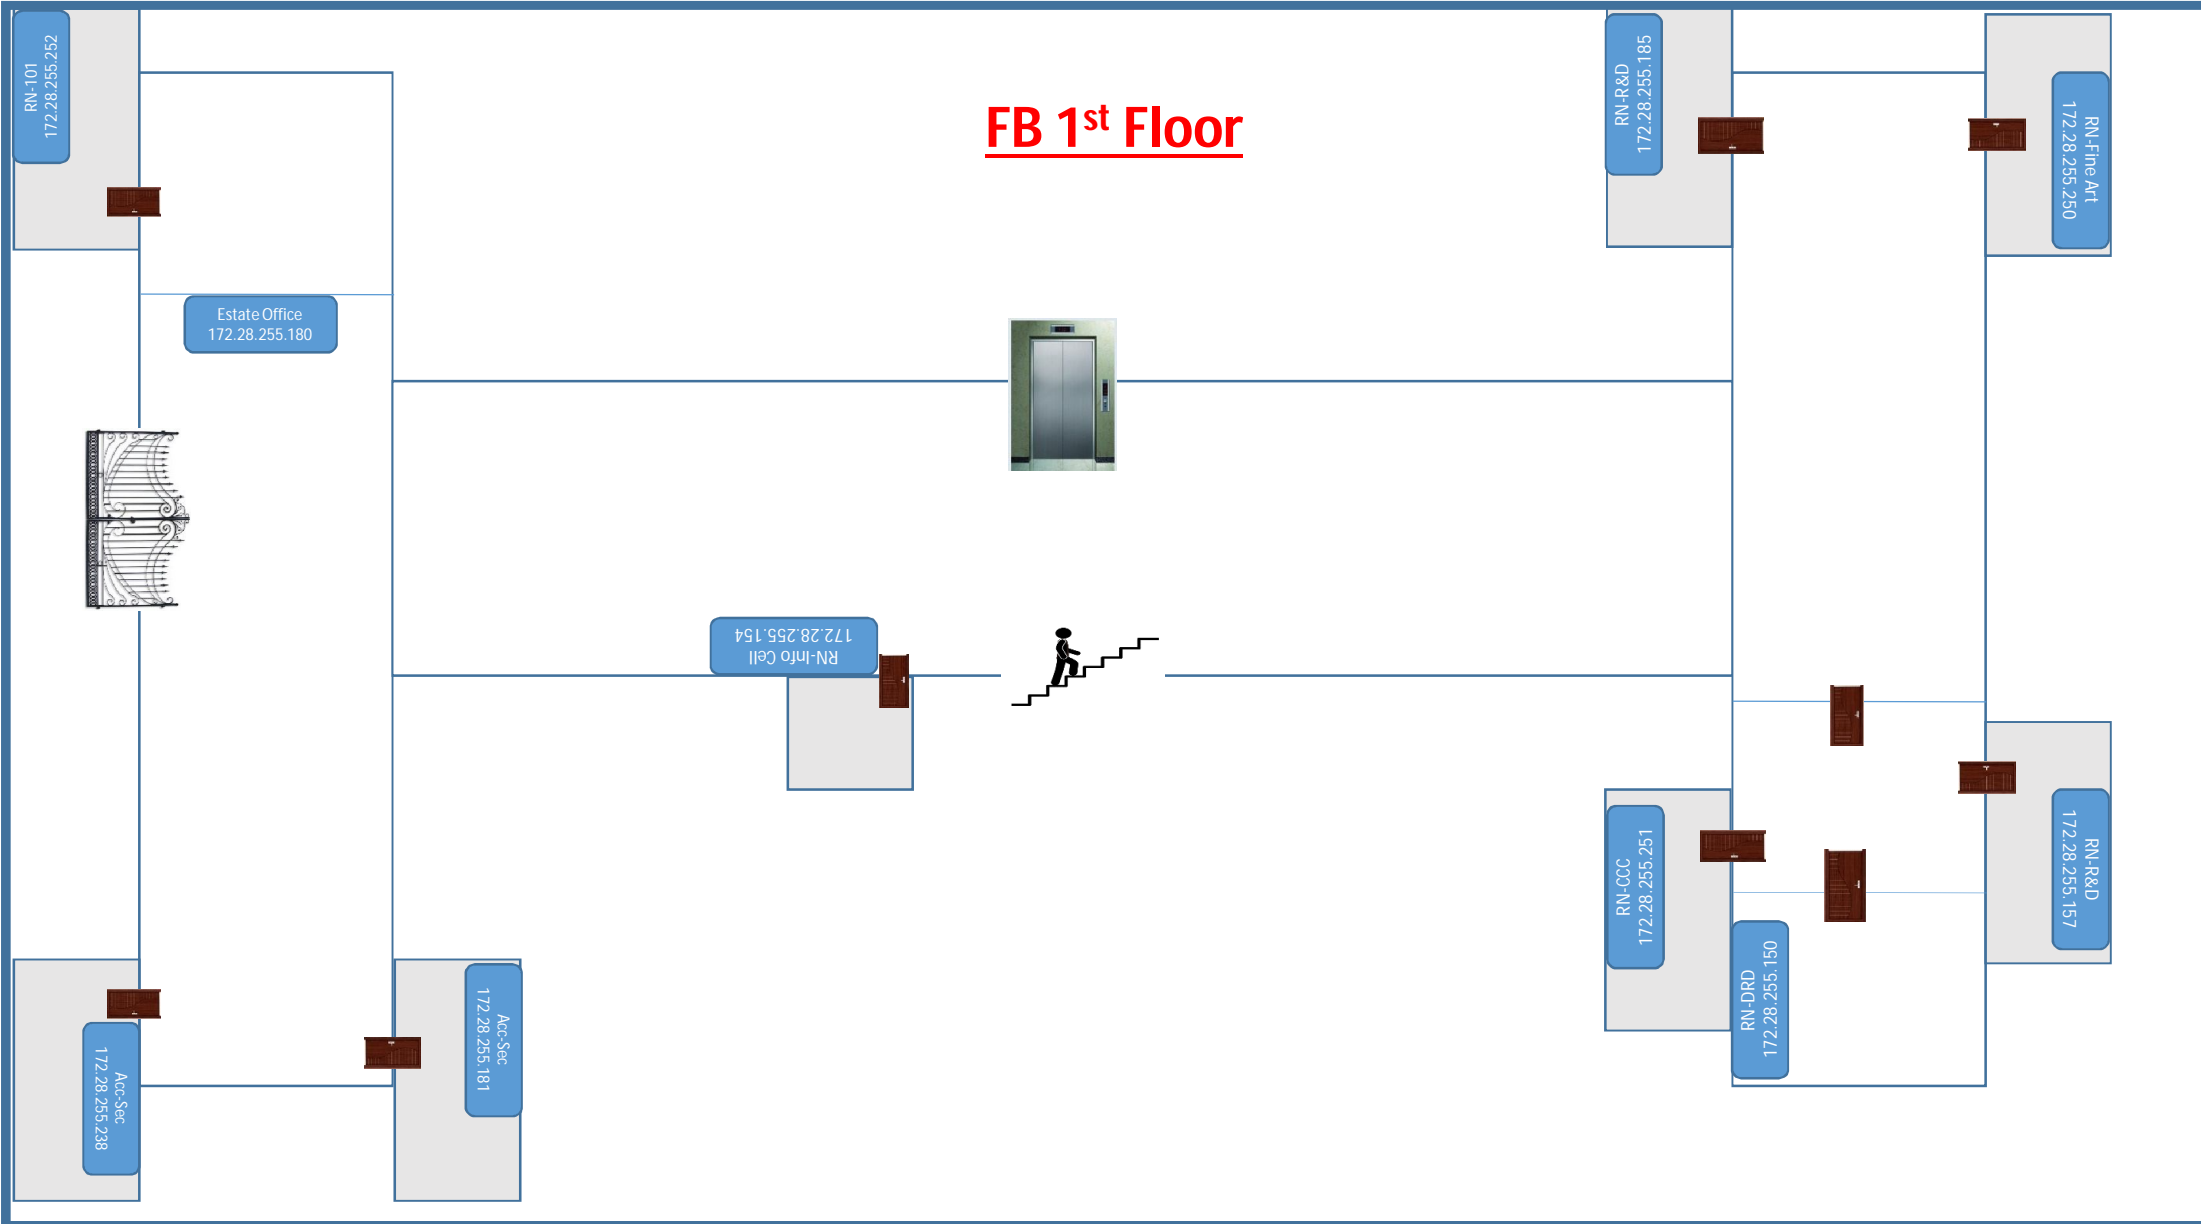 FB 1st Floor
RN-101
172.28.255.252
Estate Office
172.28.255.180
RN-R&D
172.28.255.185
RN-Fine Art
172.28.255.250
RN-Info Cell
172.28.255.154
RN-CCC
172.28.255.251
RN-DRD
172.28.255.150
RN-R&D
172.28.255.157
Acc-Sec
172.28.255.238
Acc-Sec
172.28.255.181